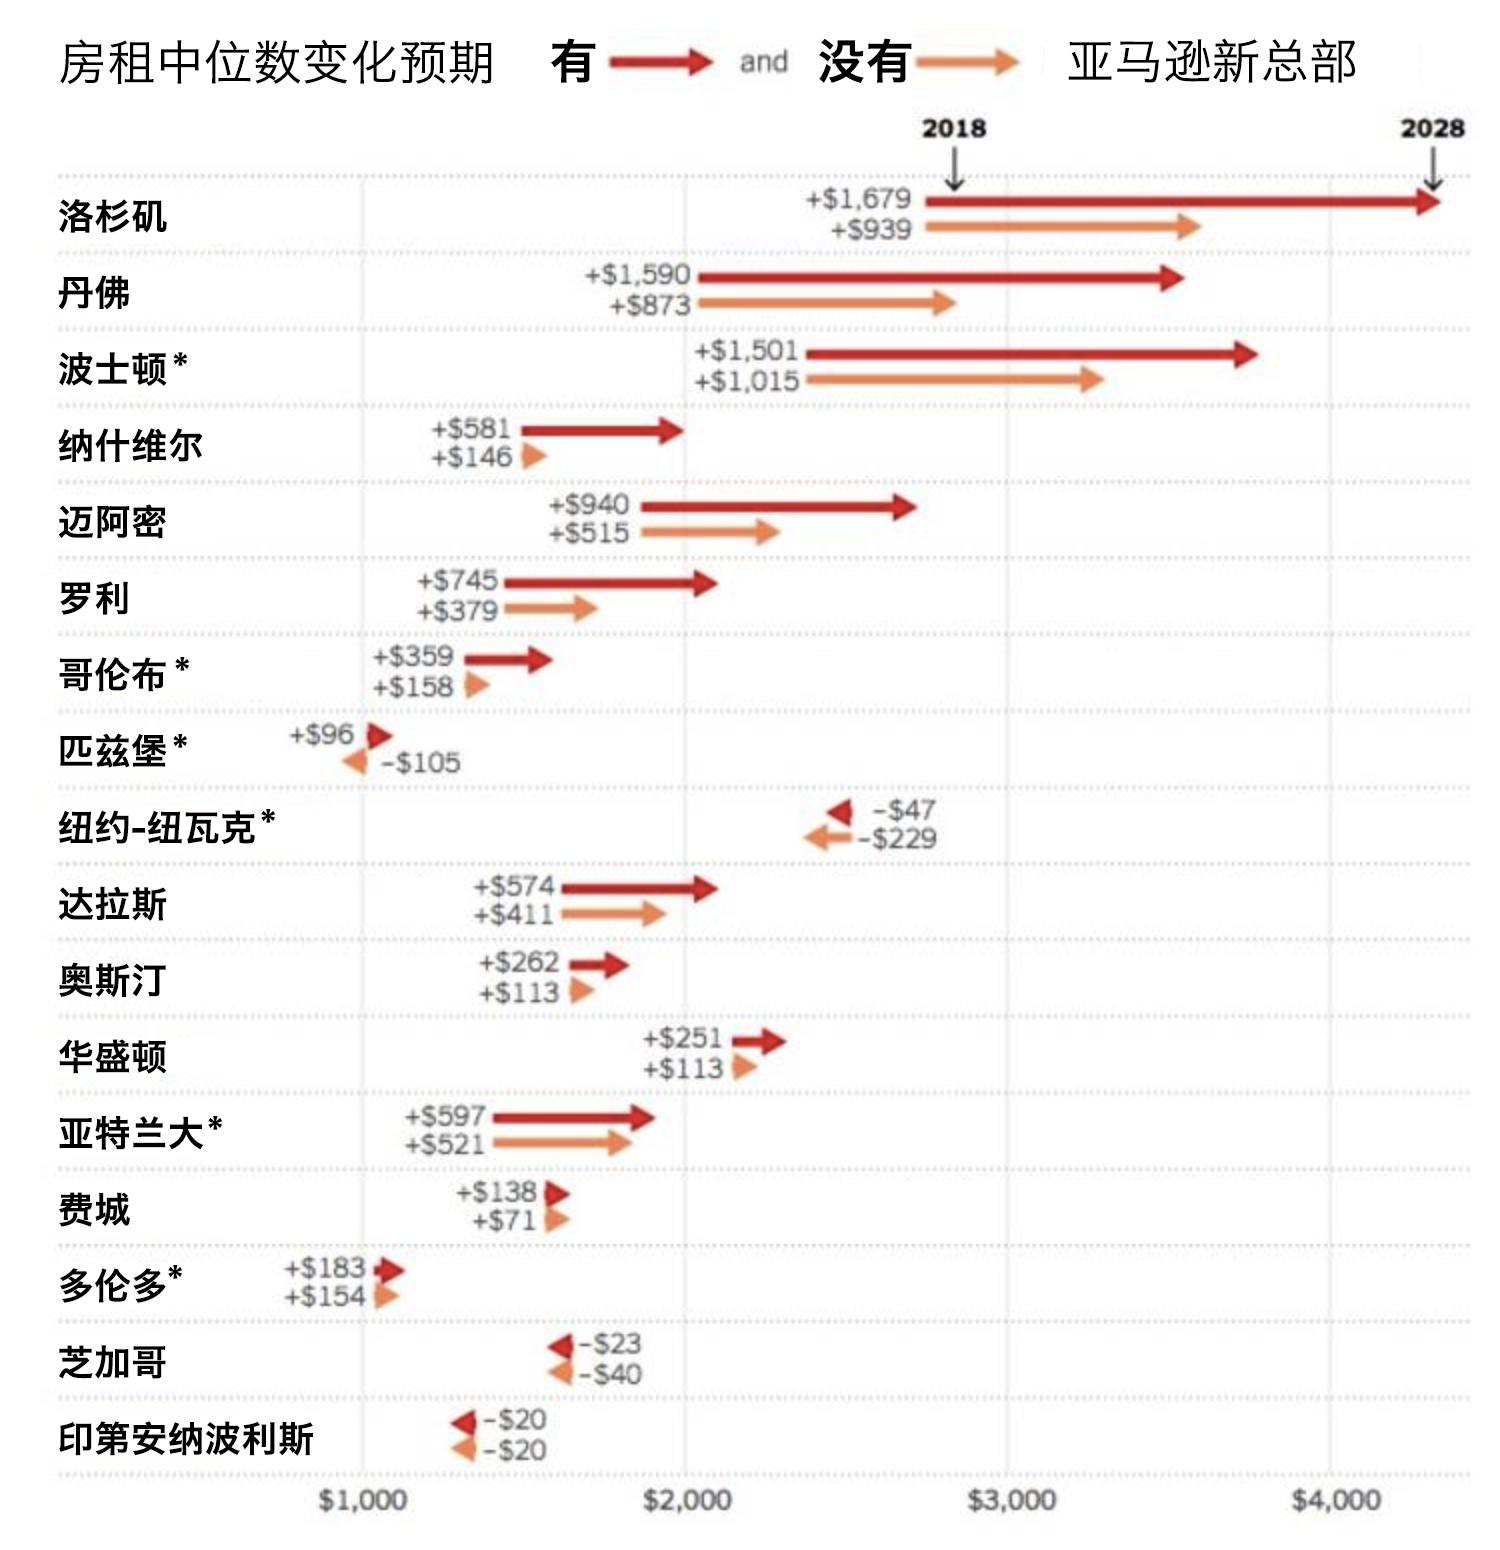 房租中位数变化预期 有 and 没有 亚马逊新总部
2018 2028
洛杉矶 +$1,679
+$939
丹佛 +$1,590
+$873
波士顿* +$1,501
+$1,015
纳什维尔 +$581
+$146
迈阿密 +$940
+$515
罗利 +$745
+$379
哥伦布* +$359
+$158
匹兹堡* +$96
–$105
纽约-纽瓦克* –$47
–$229
达拉斯 +$574
+$411
奥斯汀 +$262
+$113
华盛顿 +$251
+$113
亚特兰大* +$597
+$521
费城 +$138
+$71
多伦多* +$183
+$154
芝加哥 –$23
–$40
印第安纳波利斯 –$20
–$20
$1,000 $2,000 $3,000 $4,000